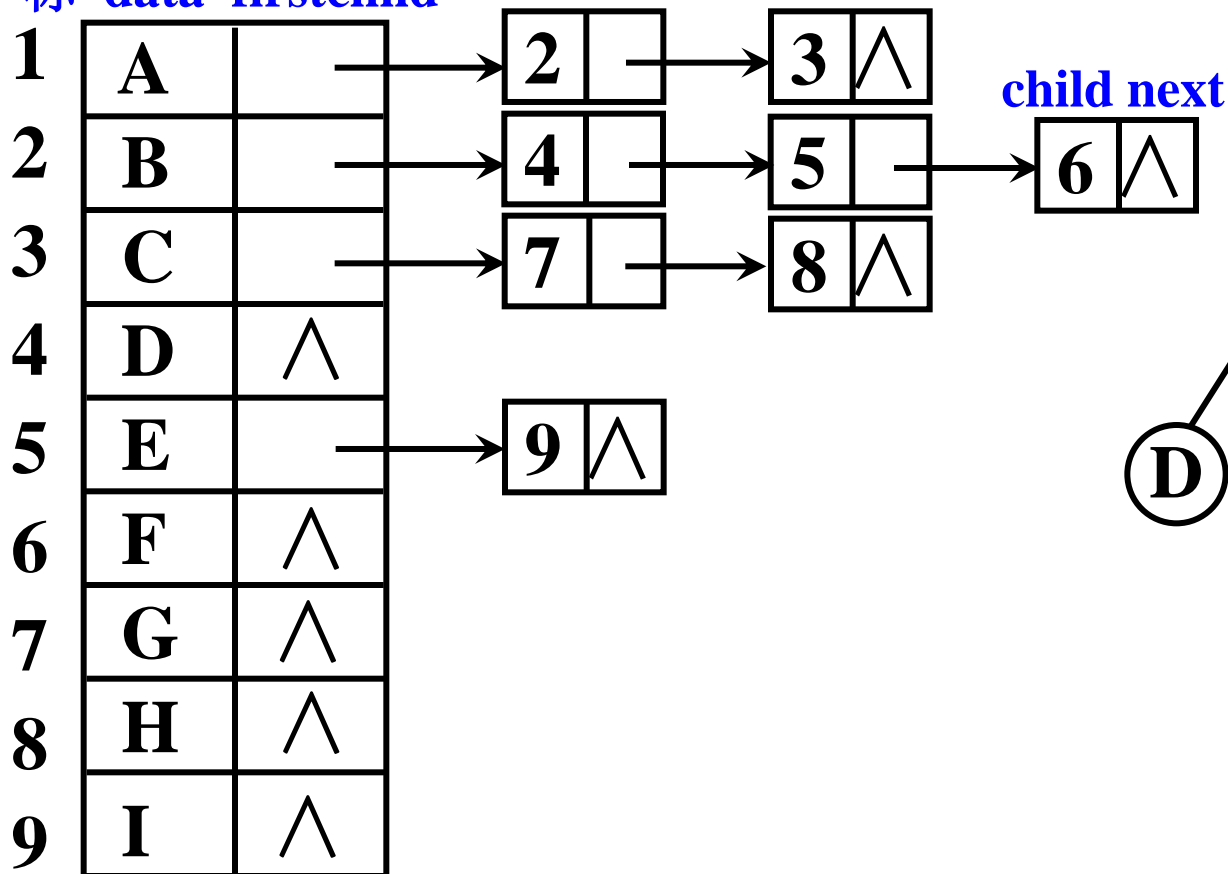 标 data firstchild
1 A 2 3 ∧
child next
2 B 4 5 6 ∧
3 C 7 8 ∧
4 D ∧
5 E 9 ∧
D
6 F ∧
7 G ∧
8 H ∧
9 I ∧